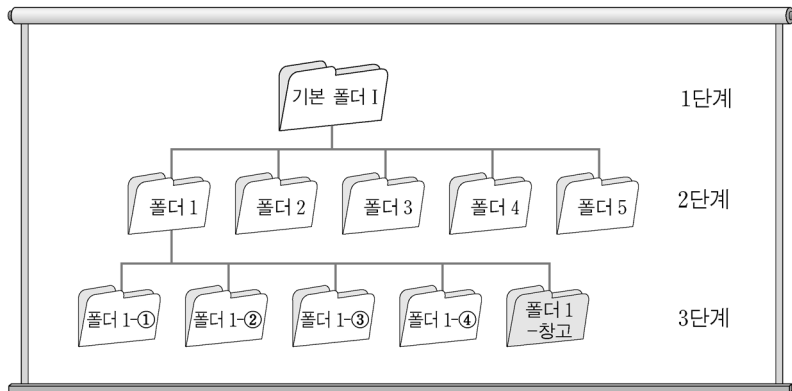 기본 폴더 I
1단계
폴더 1
폴더 2
폴더 3
폴더 4
폴더 5
2단계
폴더 1-①
폴더 1-②
폴더 1-③
폴더 1-④
폴더 1
-창고
3단계